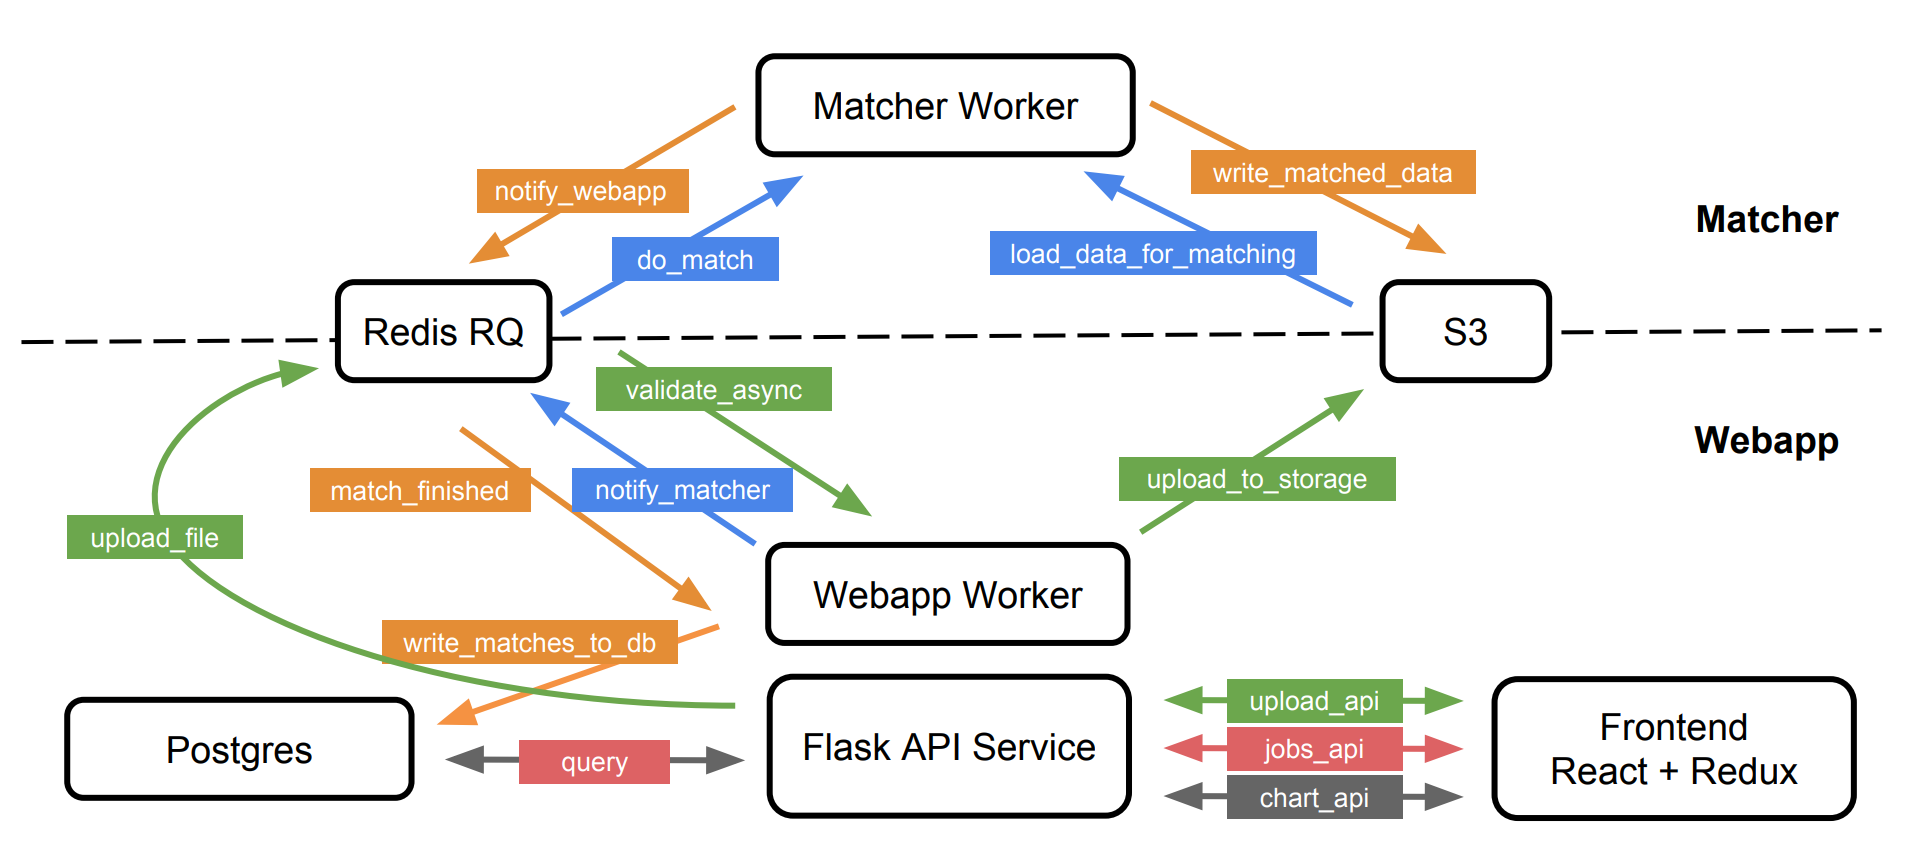 Matcher Worker
write_matched_data
notify_webapp
Matcher
load_data_for_matching
do_match
Redis RQ
S3
validate_async
Webapp
upload_to_storage
match_finished
notify_matcher
upload_file
Webapp Worker
write_matches_to_db
upload_api
Postgres
Flask API Service
jobs_api
Frontend
React + Redux
query
chart_api